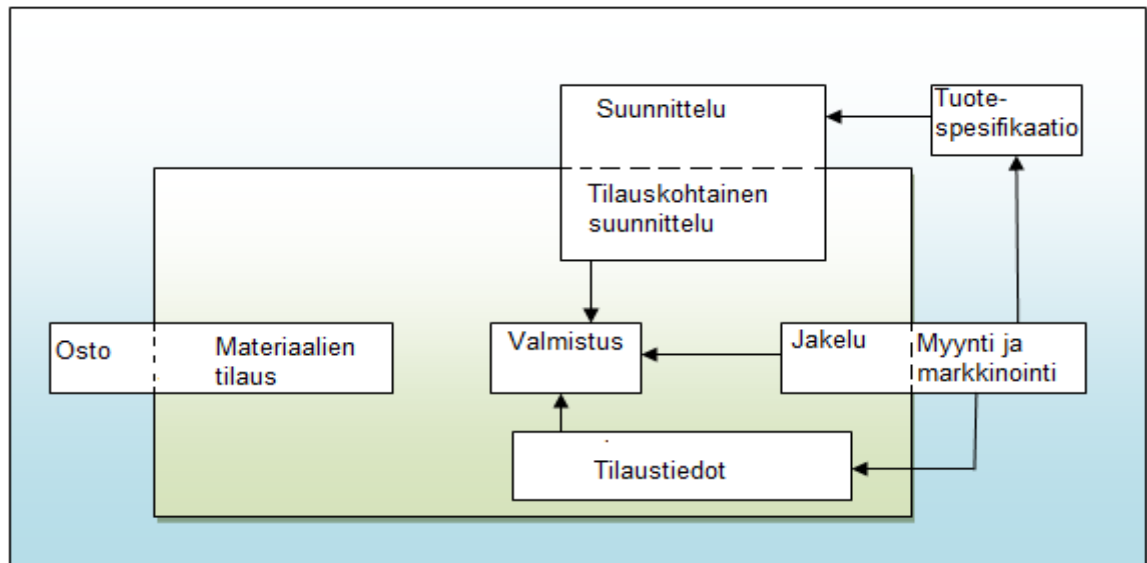 Suunnittelu
Tuote-
spesifikaatio
Tilauskohtainen
suunnittelu
Osto
Materiaalien
tilaus
Valmistus
Jakelu
Myynti ja
markkinointi
Tilaustiedot